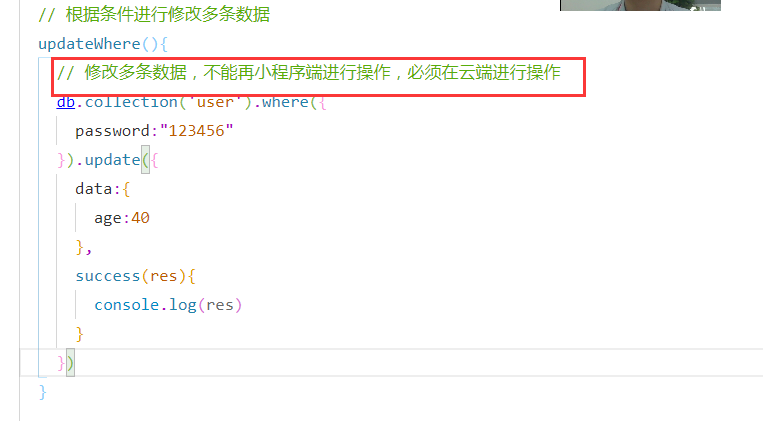 // 根据条件进行修改多条数据
updateWhere(){
// 修改多条数据，不能再小程序端进行操作，必须在云端进行操作
db.collection('user').where({
password:"123456"
}).update({
data:{
age:40
},
success(res){
console.log(res)
}
})
}